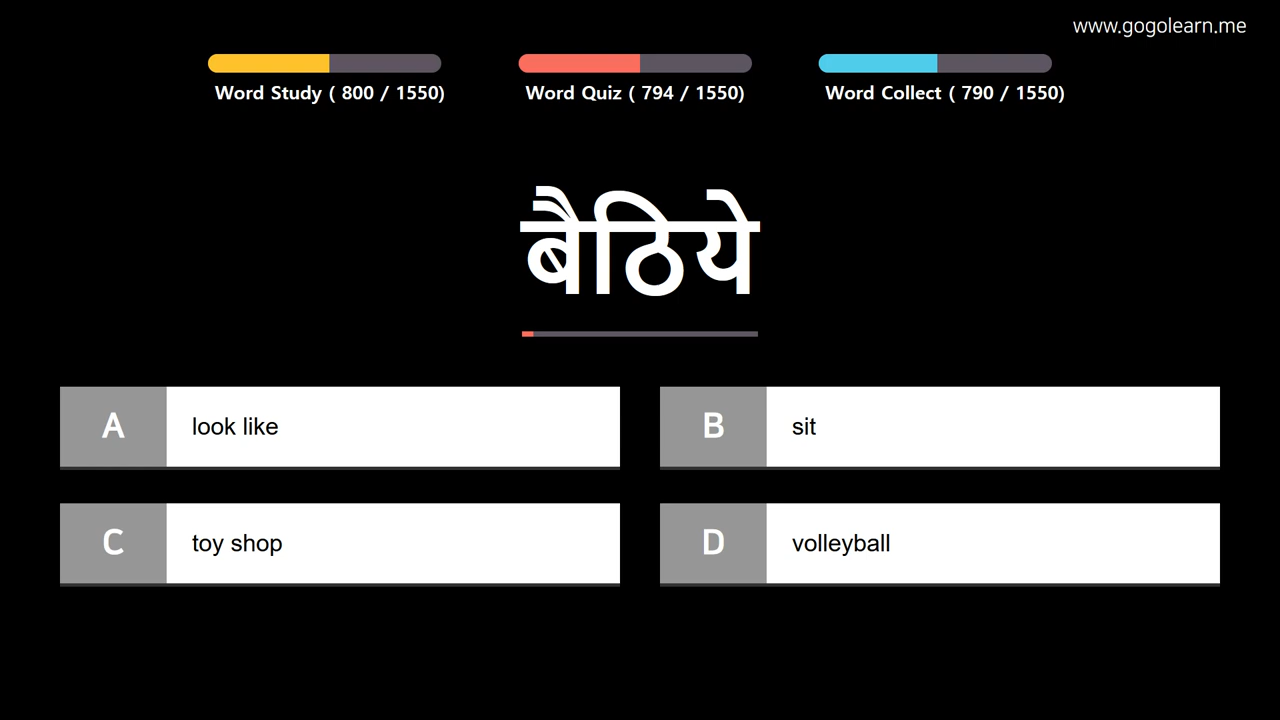 www.gogolearn.me
Word Study ( 800 / 1550)
Word Quiz ( 794 / 1550)
Word Collect ( 790 / 1550)
बैठिये
A look like
B sit
C toy shop
D volleyball